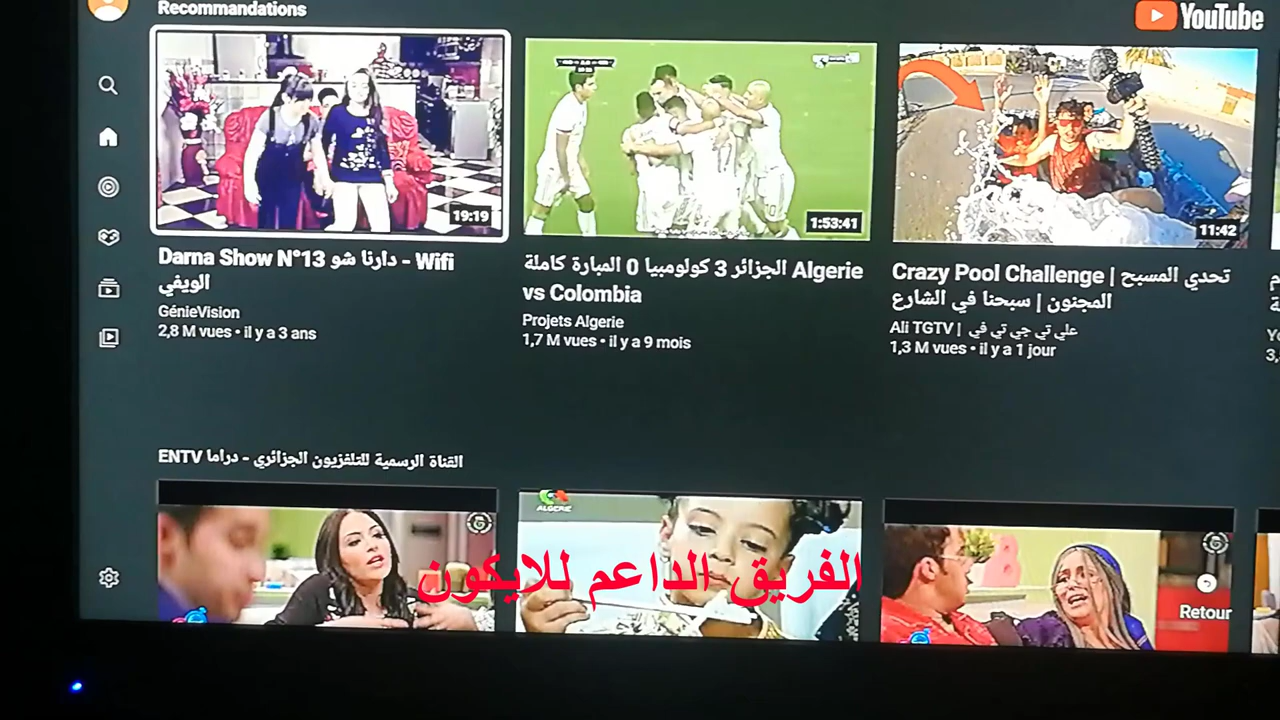 Recommandations
YouTube
19:19
1:53:41
11:42
Darna Show N°13 دارنا شو - Wifi
الويفي
GénieVision
2,8 M vues • il y a 3 ans
الجزائر 3 كولومبيا 0 المبارة كاملة Algerie
vs Colombia
Projets Algerie
1,7 M vues • il y a 9 mois
Crazy Pool Challenge | تحدي المسبح
المجنون | سبحنا في الشارع
Ali TGTV | علي تي جي تي في
1,3 M vues • il y a 1 jour
القناة الرسمية للتلفزيون الجزائري - دراما ENTV
ALGERIE
الفريق الداعم للايكون
Retour